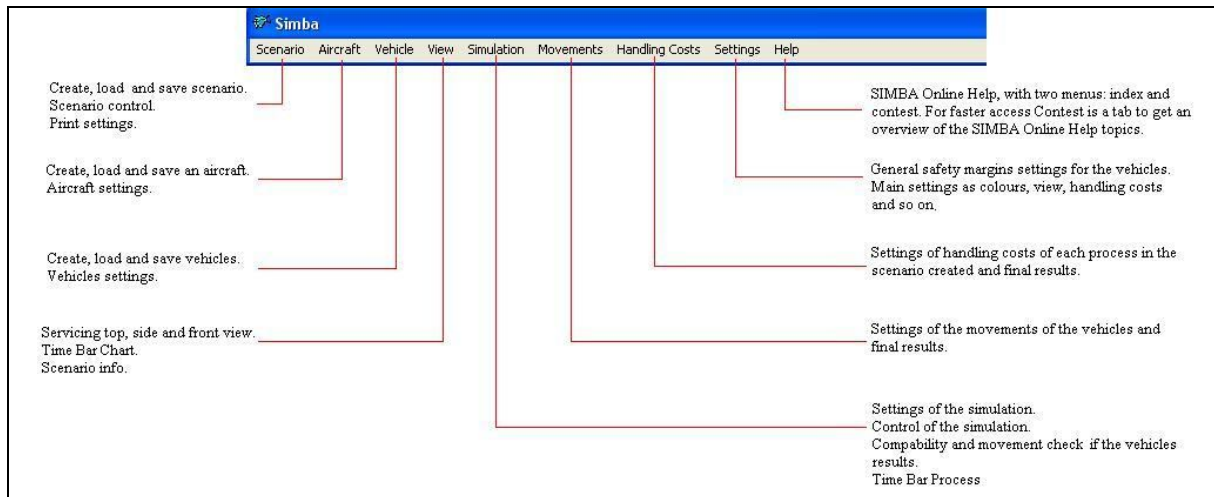 Simba
Scenario Aircraft Vehicle View Simulation Movements Handling Costs Settings Help
Create, load and save scenario.
Scenario control.
Print settings.
Create, load and save an aircraft.
Aircraft settings.
Create, load and save vehicles.
Vehicles settings.
Servicing top, side and front view.
Time Bar Chart.
Scenario info.
SIMBA Online Help, with two menus: index and
contest. For faster access Contest is a tab to get an
overview of the SIMBA Online Help topics.
General safety margins settings for the vehicles.
Main settings as colours, view, handling costs
and so on.
Settings of handling costs of each process in the
scenario created and final results.
Settings of the movements of the vehicles and
final results.
Settings of the simulation.
Control of the simulation.
Compability and movement check if the vehicles
results.
Time Bar Process